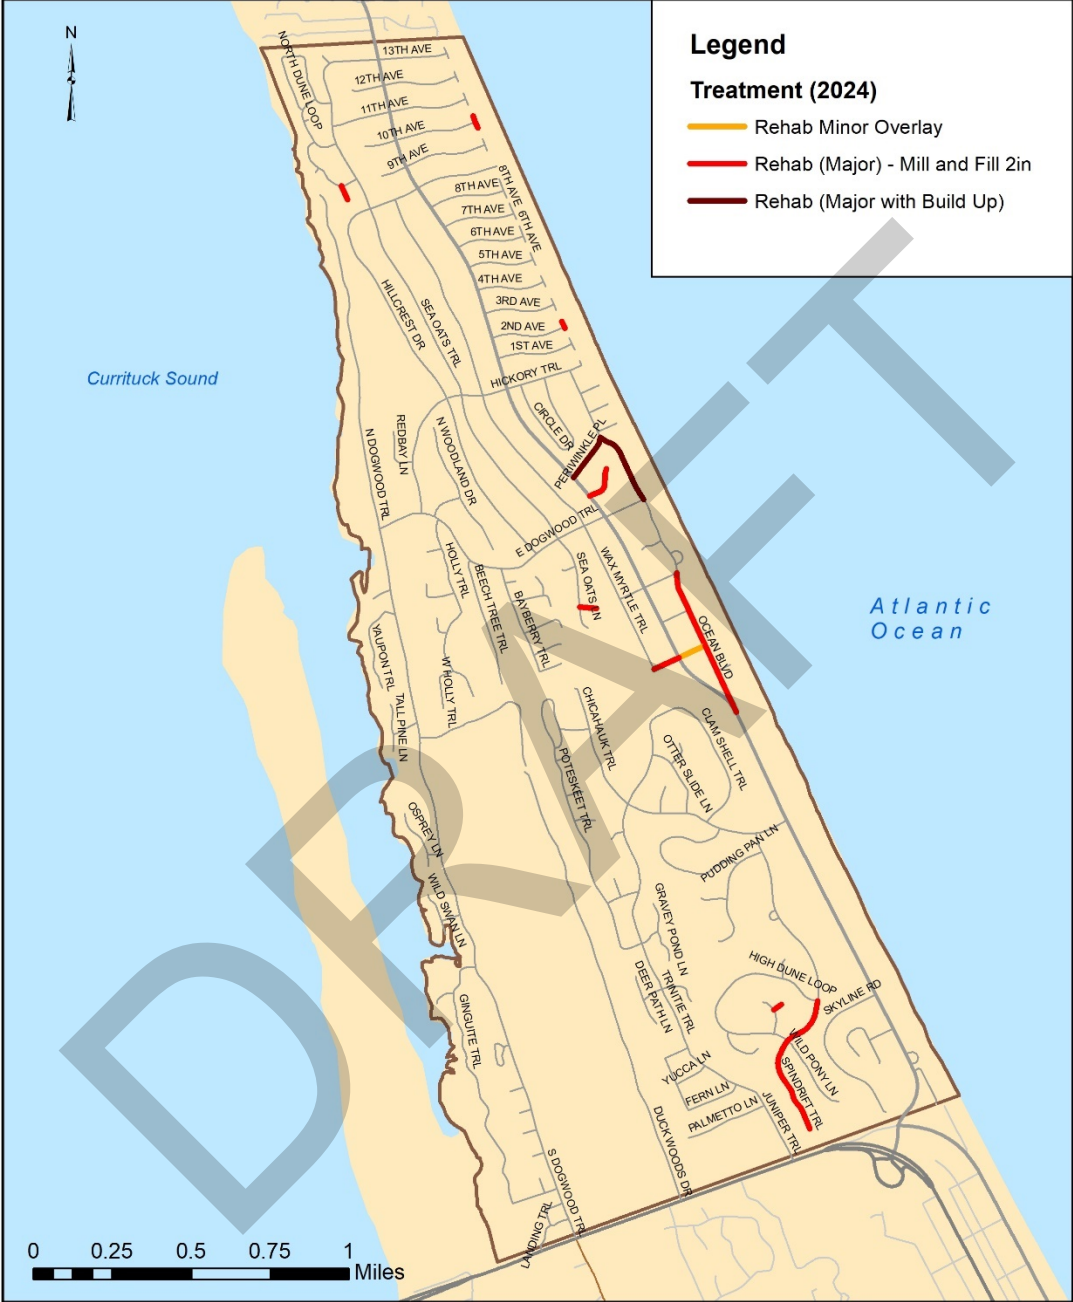 N
Legend
Treatment (2024)
Rehab Minor Overlay
Rehab (Major) - Mill and Fill 2in
Rehab (Major with Build Up)
NORTH DUNE LOOP
13TH AVE
12TH AVE
11TH AVE
10TH AVE
9TH AVE
8TH AVE
8TH AVE
7TH AVE
6TH AVE
6TH AVE
5TH AVE
4TH AVE
3RD AVE
2ND AVE
1ST AVE
HILLCREST DR
SEA OATS TRL
HICKORY TRL
Currituck Sound
CIRCLE DR
PERIWINKLE PL
REDBAY LN
N WOODLAND DR
N DOGWOOD TRL
E DOGWOOD TRL
HOLLY TRL
BEECH TREE TRL
BAYBERRY TRL
SEA OATS LN
WAX MYRTLE TRL
OCEAN BLVD
Atlantic
Ocean
YAUPON TRL
W HOLLY TRL
TALL PINE LN
CHICAHAUK TRL
CLAM SHELL TRL
OTTER SLIDE LN
POTESKEET TRL
OSPREY LN
PUDDING PAN LN
WILD SWAN LN
GRAVEY POND LN
HIGH DUNE LOOP
SKYLINE RD
DEER PATH LN
TRINITIE TRL
GINGUITE TRL
WILD PONY LN
SPINDRIFT TRL
YUCCA LN
FERN LN
PALMETTO LN
JUNIPER TRL
DUCK WOODS DR
S DOGWOOD TRL
LANDING TRL
DRAFT
0 0.25 0.5 0.75 1
Miles